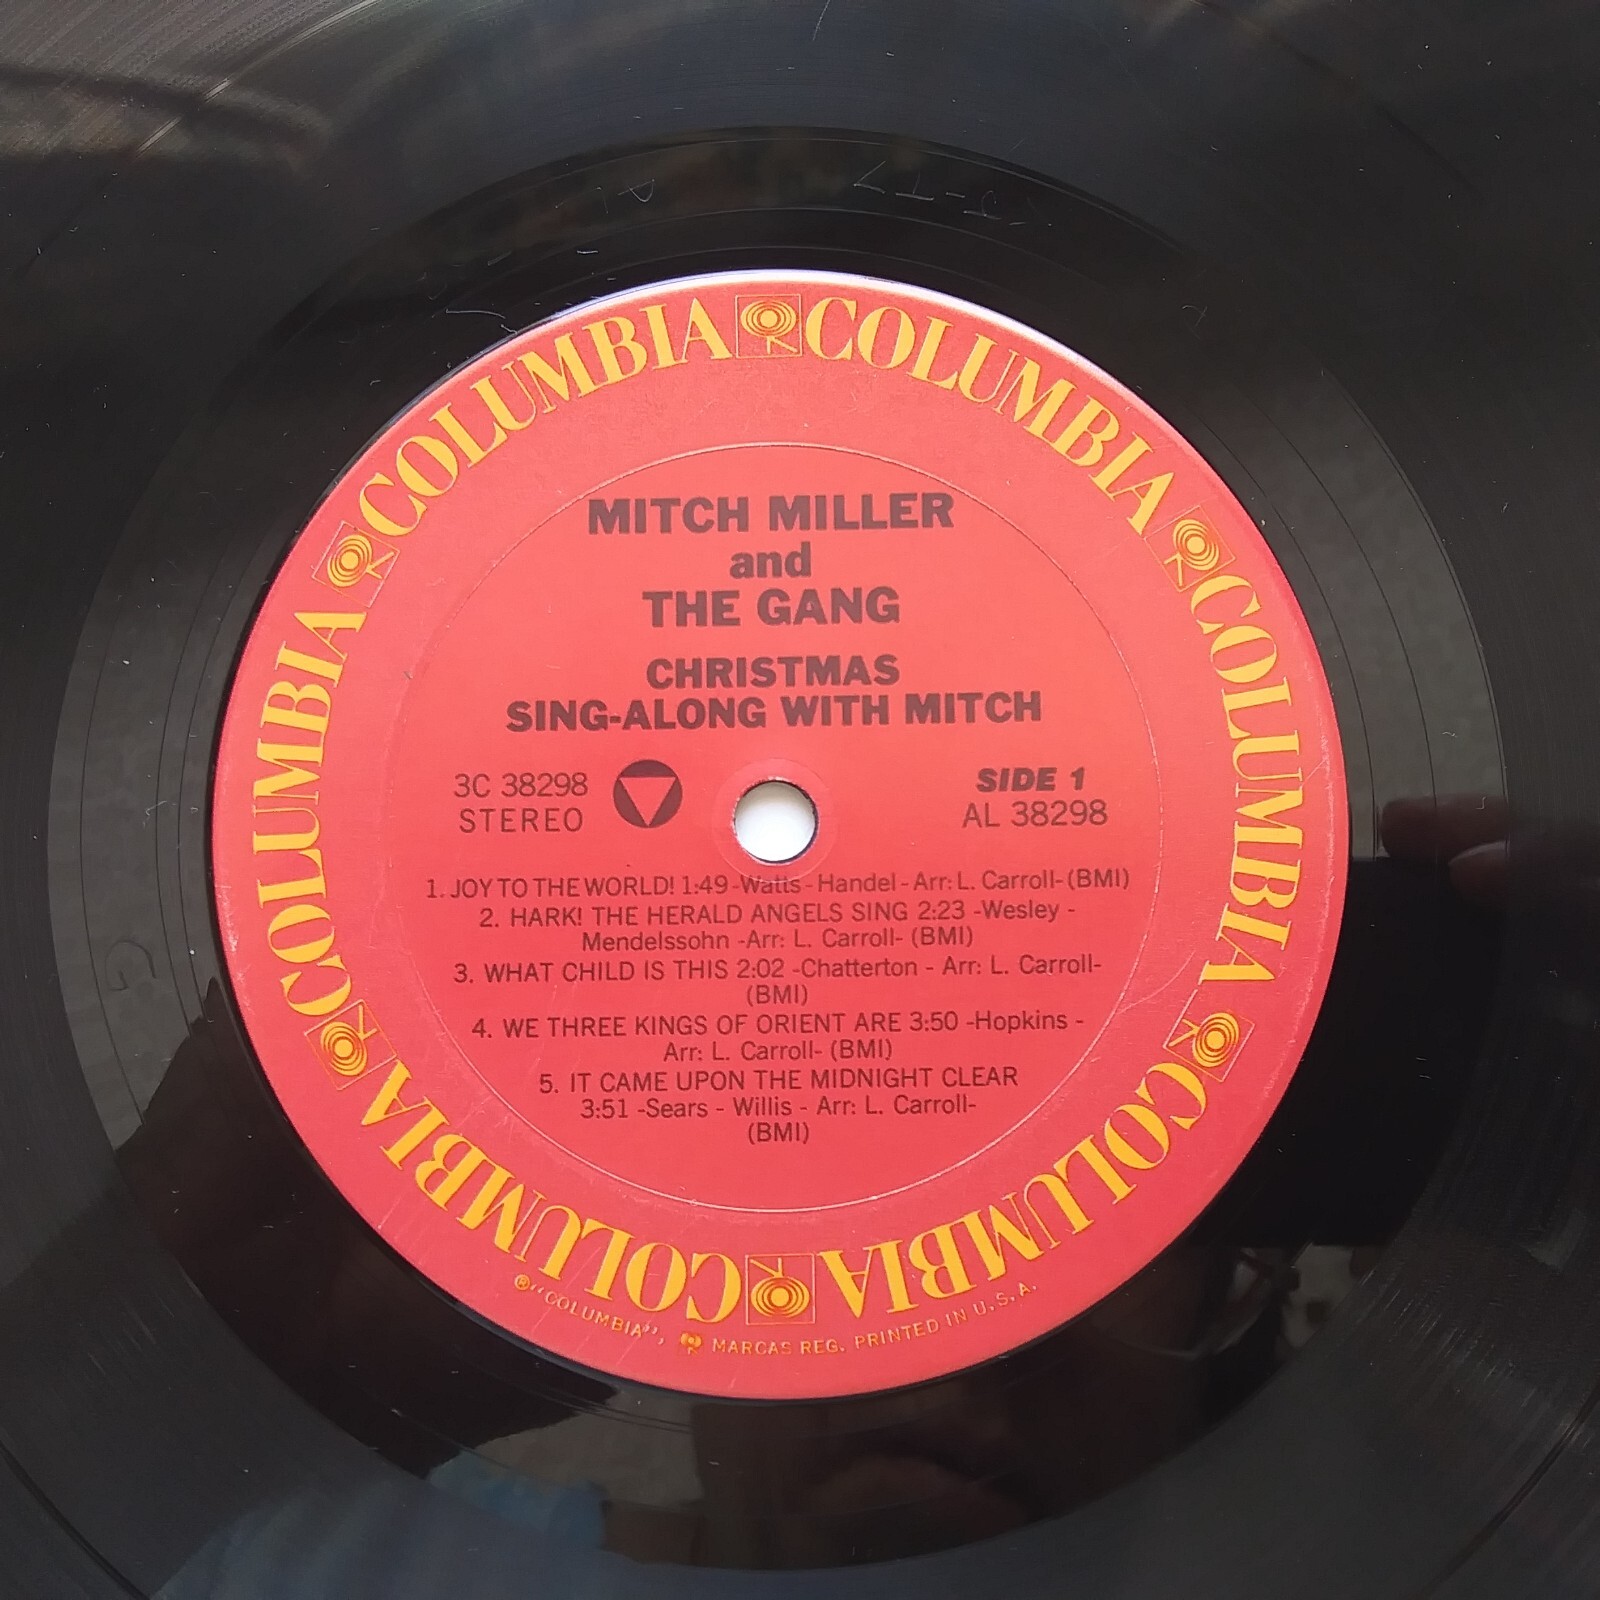 COLUMBIA COLUMBIA COLUMBIA COLUMBIA COLUMBIA COLUMBIA COLUMBIA COLUMBIA
MITCH MILLER
and
THE GANG
CHRISTMAS
SING-ALONG WITH MITCH
3C 38298
STEREO
SIDE 1
AL 38298
1. JOY TO THE WORLD! 1:49 -Watts - Handel - Arr: L. Carroll- (BMI)
2. HARK! THE HERALD ANGELS SING 2:23 -Wesley -
Mendelssohn -Arr: L. Carroll- (BMI)
3. WHAT CHILD IS THIS 2:02 -Chatterton - Arr: L. Carroll-
(BMI)
4. WE THREE KINGS OF ORIENT ARE 3:50 -Hopkins -
Arr: L. Carroll- (BMI)
5. IT CAME UPON THE MIDNIGHT CLEAR
3:51 -Sears - Willis - Arr: L. Carroll-
(BMI)
® "COLUMBIA", MARCAS REG. PRINTED IN U.S.A.
G